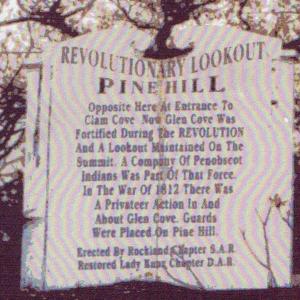 REVOLUTIONARY LOOKOUT
PINE HILL
Opposite Here At Entrance To
Clam Cove Now Glen Cove Was
Fortified During The REVOLUTION
And A Lookout Maintained On The
Summit. A Company Of Penobscot
Indians Was Part Of That Force.
In The War Of 1812 There Was
A Privateer Action In And
About Glen Cove. Guards
Were Placed On Pine Hill.
Erected By Rockland Chapter S.A.R.
Restored Lady Knox Chapter D.A.R.